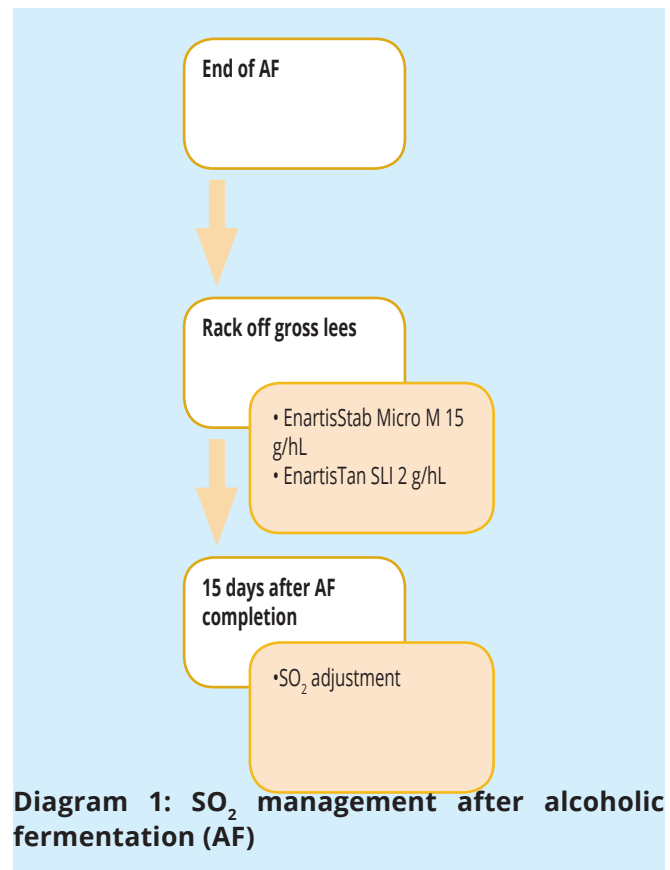 End of AF
Rack off gross lees
• EnartisStab Micro M 15
g/hL
• EnartisTan SLI 2 g/hL
15 days after AF
completion
•SO₂ adjustment
Diagram 1: SO₂ management after alcoholic
fermentation (AF)